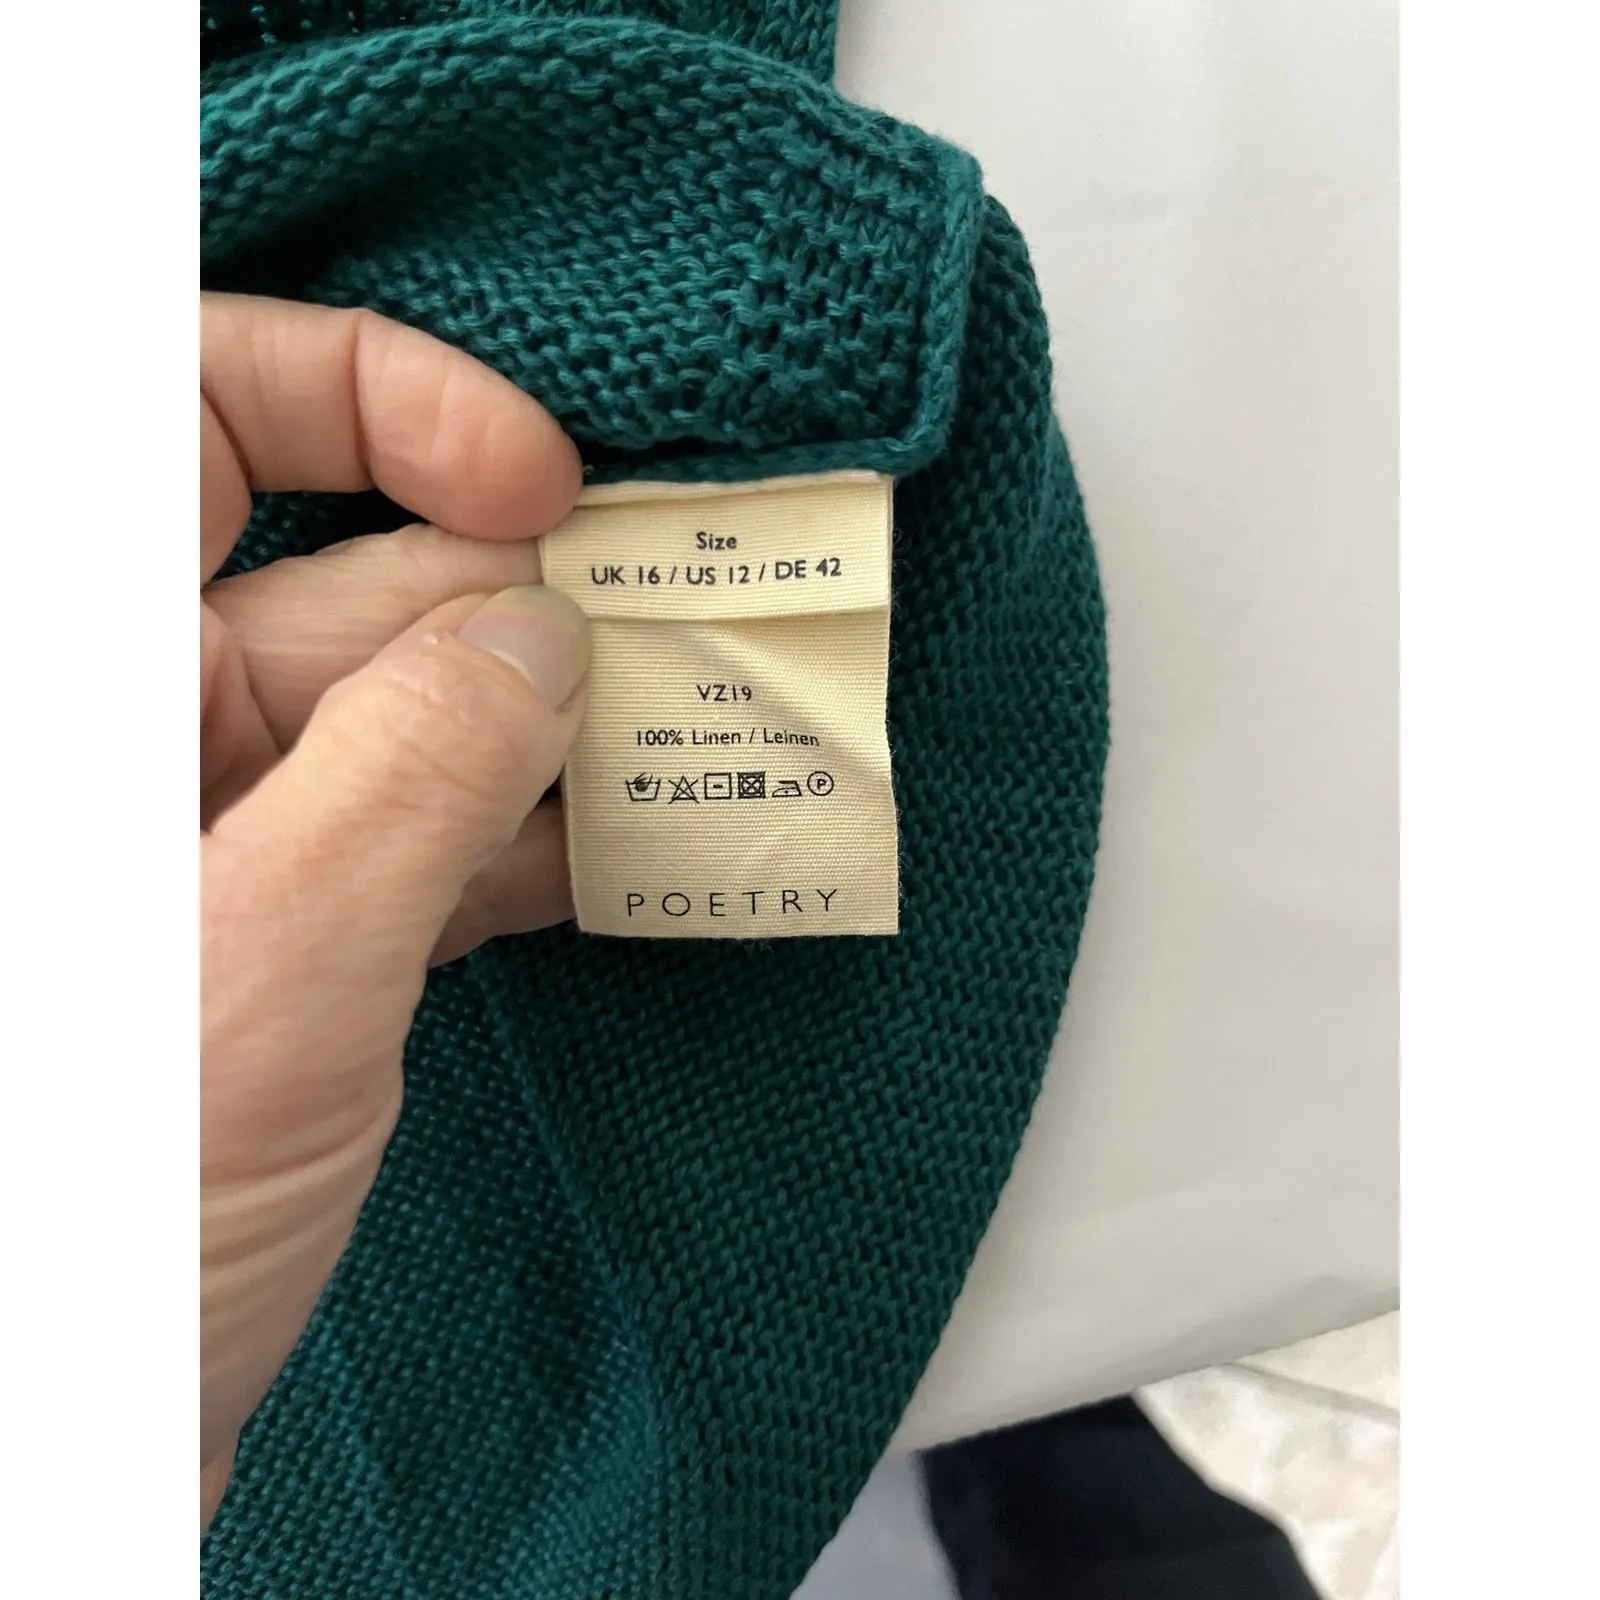 Size
UK 16 / US 12 / DE 42
VZ19
100% Linen / Leinen
P
POETRY